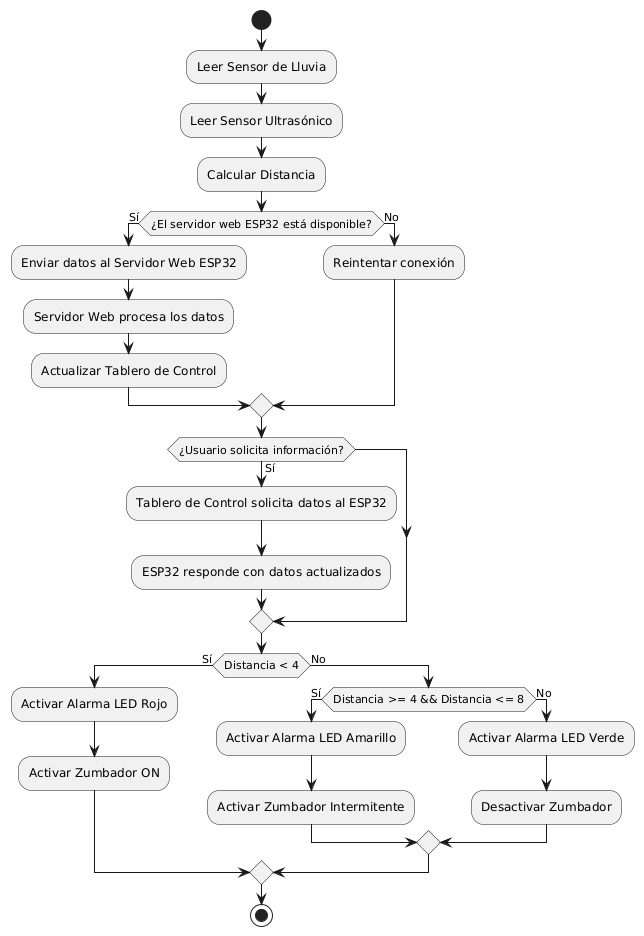 Leer Sensor de Lluvia
Leer Sensor Ultrasónico
Calcular Distancia
Sí
¿El servidor web ESP32 está disponible?
No
Enviar datos al Servidor Web ESP32
Reintentar conexión
Servidor Web procesa los datos
Actualizar Tablero de Control
¿Usuario solicita información?
Sí
Tablero de Control solicita datos al ESP32
ESP32 responde con datos actualizados
Sí
Distancia < 4
No
Activar Alarma LED Rojo
Activar Zumbador ON
Sí
Distancia >= 4 && Distancia <= 8
No
Activar Alarma LED Amarillo
Activar Alarma LED Verde
Activar Zumbador Intermitente
Desactivar Zumbador